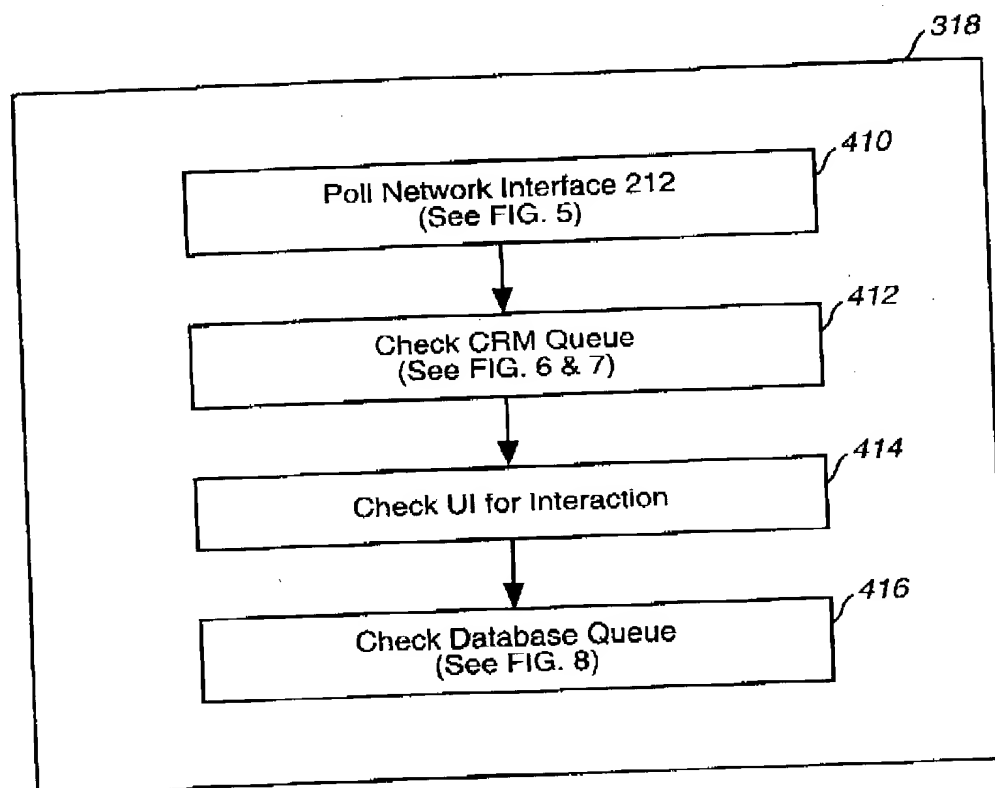 318
410
Poll Network Interface 212
(See FIG. 5)
412
Check CRM Queue
(See FIG. 6 & 7)
414
Check UI for Interaction
416
Check Database Queue
(See FIG. 8)